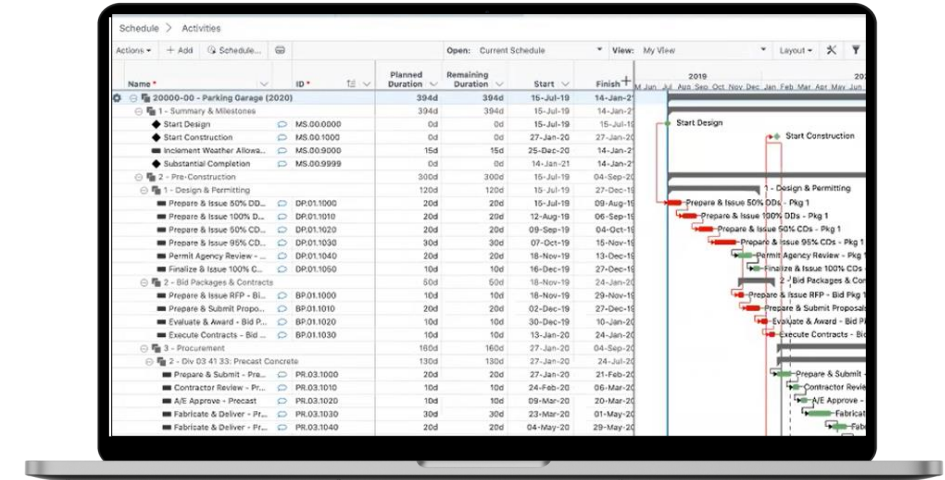 Schedule > Activities
Actions + Add Schedule... Open: Current Schedule View: My View Layout
Name * ID * Planned Duration Remaining Duration Start Finish 2019
M Jun Jul Aug Sep Oct Nov Dec Jan Feb Mar Apr May Jun
20000-00 - Parking Garage (2020) 394d 394d 15-Jul-19 14-Jan-2
1 - Summary & Milestones 394d 394d 15-Jul-19 14-Jan-2
Start Design MS.00.0000 0d 0d 15-Jul-19 15-Jul-19 Start Design
Start Construction MS.00.1000 0d 0d 27-Jan-20 27-Jan-20 Start Construction
Inclement Weather Allowa... MS.00.9000 15d 15d 25-Dec-20 14-Jan-2
Substantial Completion MS.00.9999 0d 0d 14-Jan-21 14-Jan-2
2 - Pre-Construction 300d 300d 15-Jul-19 04-Sep-20
1 - Design & Permitting 120d 120d 15-Jul-19 27-Dec-19 1 - Design & Permitting
Prepare & Issue 50% DD... DP.01.1000 20d 20d 15-Jul-19 09-Aug-19 Prepare & Issue 50% DDs - Pkg 1
Prepare & Issue 100% D... DP.01.1010 20d 20d 12-Aug-19 06-Sep-19 Prepare & Issue 100% DDs - Pkg 1
Prepare & Issue 50% CD... DP.01.1020 20d 20d 09-Sep-19 04-Oct-19 Prepare & Issue 50% CDs - Pkg 1
Prepare & Issue 95% CD... DP.01.1030 30d 30d 07-Oct-19 15-Nov-19 Prepare & Issue 95% CDs - Pkg 1
Permit Agency Review - ... DP.01.1040 20d 20d 18-Nov-19 13-Dec-19 Permit Agency Review - Pkg 1
Finalize & Issue 100% C... DP.01.1050 10d 10d 16-Dec-19 27-Dec-19 Finalize & Issue 100% CDs
2 - Bid Packages & Contracts 50d 50d 18-Nov-19 24-Jan-20 2 - Bid Packages & Con
Prepare & Issue RFP - Bi... BP.01.1000 10d 10d 18-Nov-19 29-Nov-19 Prepare & Issue RFP - Bid Pkg 1
Prepare & Submit Propo... BP.01.1010 20d 20d 02-Dec-19 27-Dec-19 Prepare & Submit Proposals
Evaluate & Award - Bid P... BP.01.1020 10d 10d 30-Dec-19 10-Jan-20 Evaluate & Award - Bid P
Execute Contracts - Bid ... BP.01.1030 10d 10d 13-Jan-20 24-Jan-20 Execute Contracts - Bid
3 - Procurement 160d 160d 27-Jan-20 04-Sep-20
2 - Div 03 41 33: Precast Concrete 130d 130d 27-Jan-20 24-Jul-20
Prepare & Submit - Pre... PR.03.1000 20d 20d 27-Jan-20 21-Feb-20 Prepare & Submit -
Contractor Review - Pr... PR.03.1010 10d 10d 24-Feb-20 06-Mar-20 Contractor Revie
A/E Approve - Precast PR.03.1020 10d 10d 09-Mar-20 20-Mar-20 A/E Approve -
Fabricate & Deliver - Pr... PR.03.1030 30d 30d 23-Mar-20 01-May-20 Fabricat
Fabricate & Deliver - Pr... PR.03.1040 20d 20d 04-May-20 29-May-20 Fab